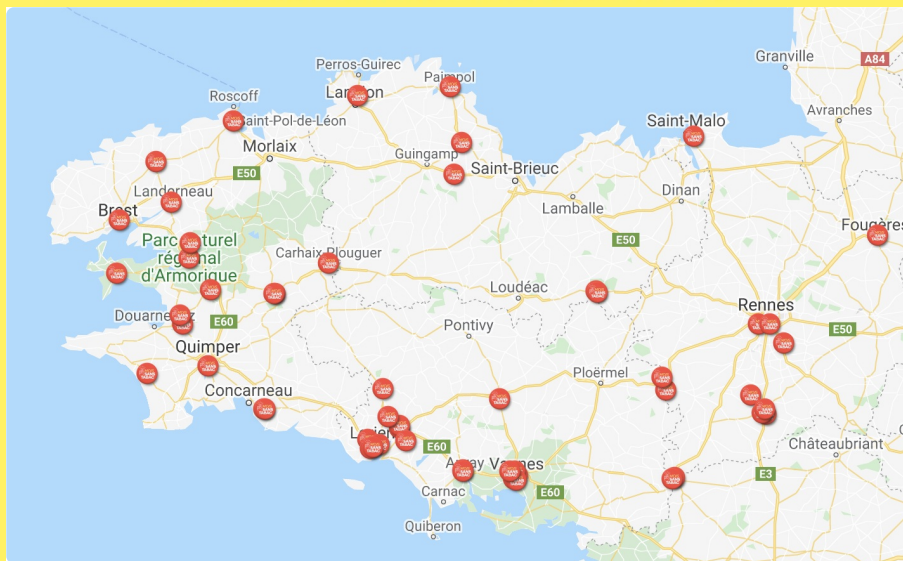 Granville
A84
Perros-Guirec
Paimpol
Lannion
Roscoff
Avranches
Saint-Pol-de-Léon
Saint-Malo
Morlaix
Guingamp
E50
Saint-Brieuc
Landerneau
Dinan
Lamballe
Brest
Fougères
Parc naturel
régional
d'Armorique
E50
Carhaix-Plouguer
Loudéac
Rennes
Douarnenez
E60
E50
Pontivy
Quimper
Ploërmel
Concarneau
Lorient
E60
Châteaubriant
Auray
Vannes
E3
Carnac
E60
Quiberon
SANS
TABAC